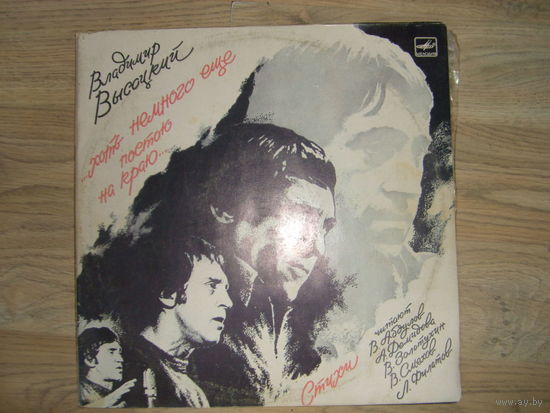 Владимир
Высоцкий
...хоть немного еще
постою
на краю...
МЕЛОДИЯ
Стихи
читают
В. Абдулов
А. Демидова
В. Золотухин
В. Смехов
Л. Филатов
www.ay.by